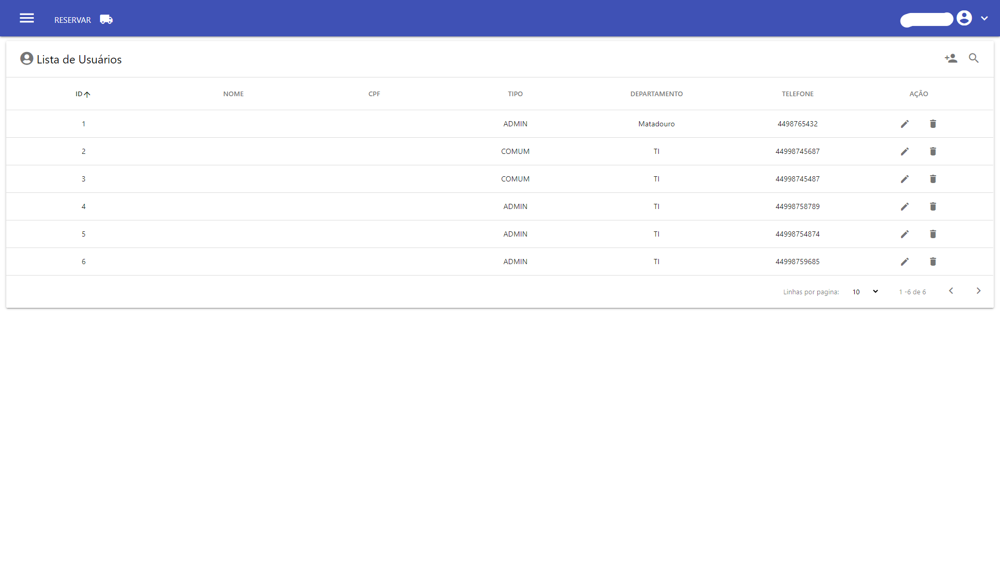 RESERVAR
Lista de Usuários
ID NOME CPF TIPO DEPARTAMENTO TELEFONE AÇÃO
1 ADMIN Matadouro 4498765432
2 COMUM TI 44998745687
3 COMUM TI 44998745487
4 ADMIN TI 44998758789
5 ADMIN TI 44998754874
6 ADMIN TI 44998759685
Linhas por pagina: 10 1 -6 de 6